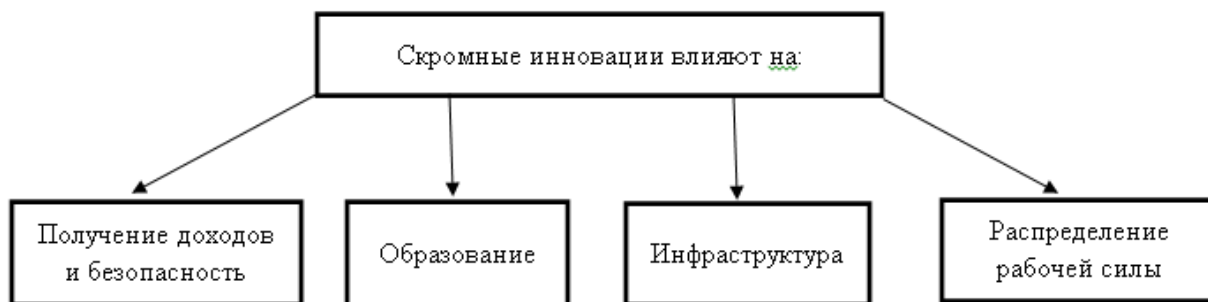 Скромные инновации влияют на:
Получение доходов
и безопасность
Образование
Инфраструктура
Распределение
рабочей силы